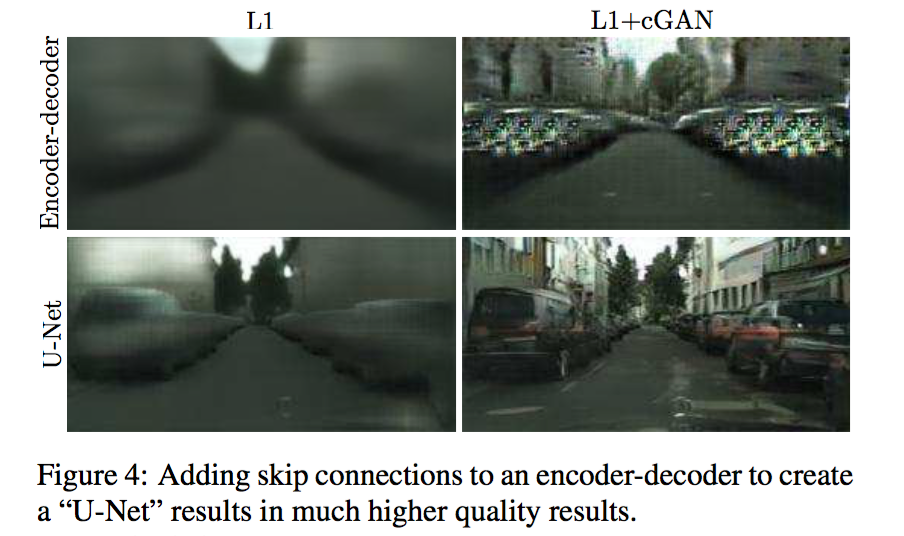 L1
L1+cGAN
Encoder-decoder
U-Net
Figure 4: Adding skip connections to an encoder-decoder to create
a “U-Net” results in much higher quality results.